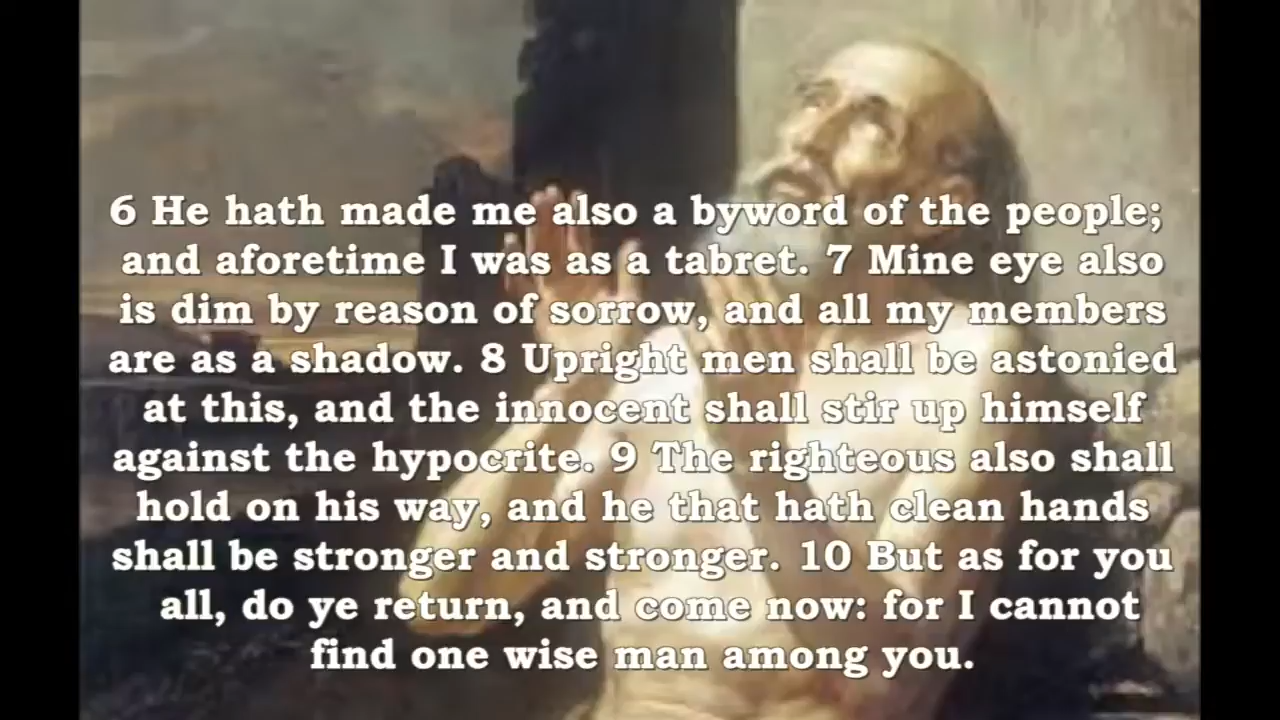 6 He hath made me also a byword of the people;
and aforetime I was as a tabret. 7 Mine eye also
is dim by reason of sorrow, and all my members
are as a shadow. 8 Upright men shall be astonied
at this, and the innocent shall stir up himself
against the hypocrite. 9 The righteous also shall
hold on his way, and he that hath clean hands
shall be stronger and stronger. 10 But as for you
all, do ye return, and come now: for I cannot
find one wise man among you.